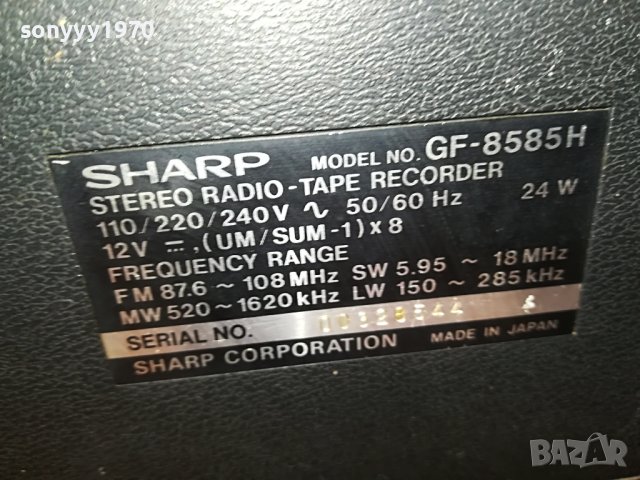 sonyyy1970
SHARP MODEL NO. GF-8585H
STEREO RADIO-TAPE RECORDER
110/220/240V ∿ 50/60 Hz 24 W
12V ⎓, (UM/SUM-1) x 8
FREQUENCY RANGE
FM 87.6 ~ 108 MHz SW 5.95 ~ 18 MHz
MW 520 ~ 1620 kHz LW 150 ~ 285 kHz
SERIAL NO.
SHARP CORPORATION MADE IN JAPAN
BAZAR